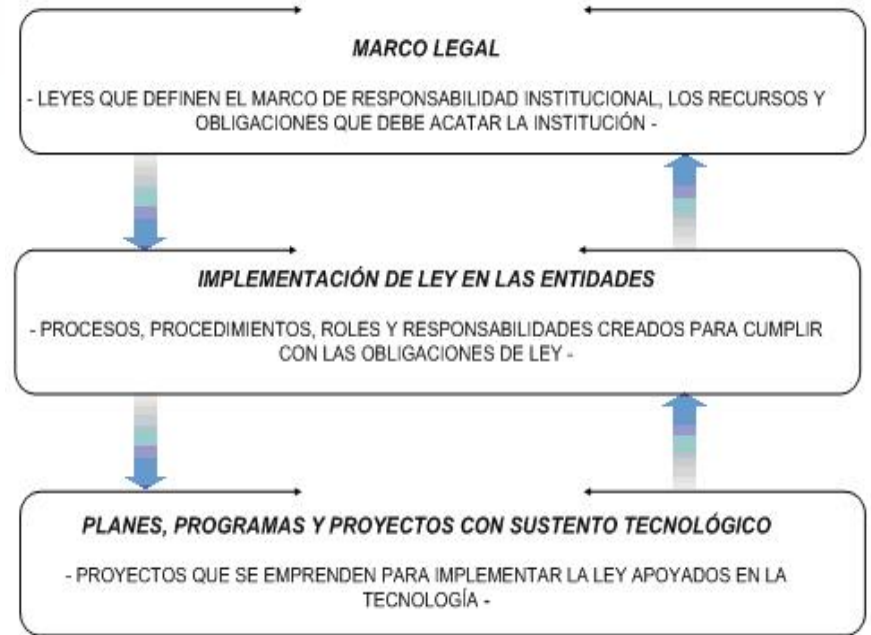 MARCO LEGAL
- LEYES QUE DEFINEN EL MARCO DE RESPONSABILIDAD INSTITUCIONAL, LOS RECURSOS Y
OBLIGACIONES QUE DEBE ACATAR LA INSTITUCIÓN -
IMPLEMENTACIÓN DE LEY EN LAS ENTIDADES
- PROCESOS, PROCEDIMIENTOS, ROLES Y RESPONSABILIDADES CREADOS PARA CUMPLIR
CON LAS OBLIGACIONES DE LEY -
PLANES, PROGRAMAS Y PROYECTOS CON SUSTENTO TECNOLÓGICO
- PROYECTOS QUE SE EMPRENDEN PARA IMPLEMENTAR LA LEY APOYADOS EN LA
TECNOLOGÍA -